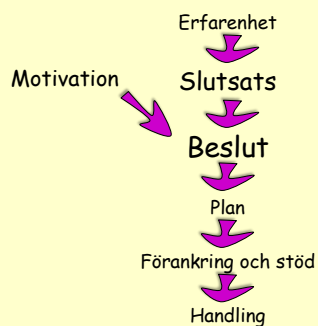 Erfarenhet
Motivation
Slutsats
Beslut
Plan
Förankring och stöd
Handling